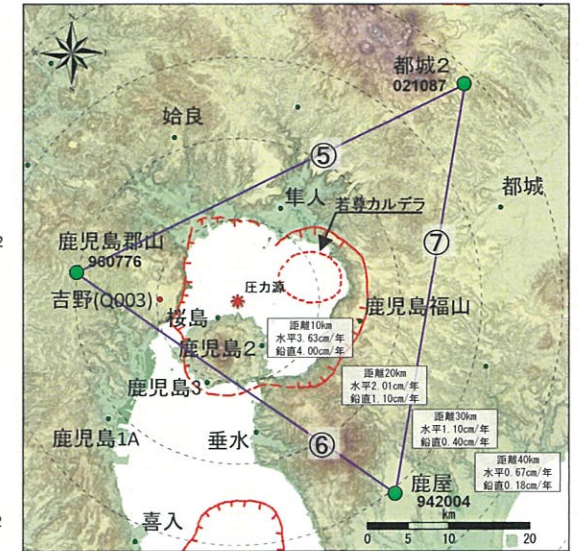 N
E
S
W
都城2
021087
姶良
⑤
都城
隼人
若尊カルデラ
⑦
2
鹿児島郡山
960776
吉野(Q003)
圧力源
鹿児島福山
桜島
距離10km
水平3.63cm/年
鉛直4.00cm/年
鹿児島2
距離20km
水平2.01cm/年
鉛直1.10cm/年
鹿児島3
距離30km
水平1.10cm/年
鉛直0.40cm/年
鹿児島1A
垂水
⑥
距離40km
水平0.67cm/年
鉛直0.18cm/年
鹿屋
942004
km
0 5 10 20
2
喜入